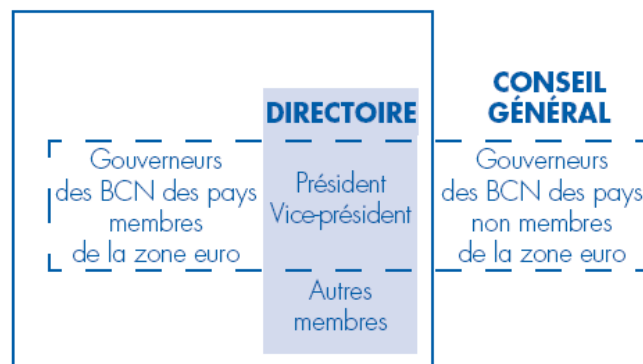 DIRECTOIRE
CONSEIL
GÉNÉRAL
Gouverneurs
des BCN des pays
membres
de la zone euro
Président
Vice-président
Gouverneurs
des BCN des pays
non membres
de la zone euro
Autres
membres